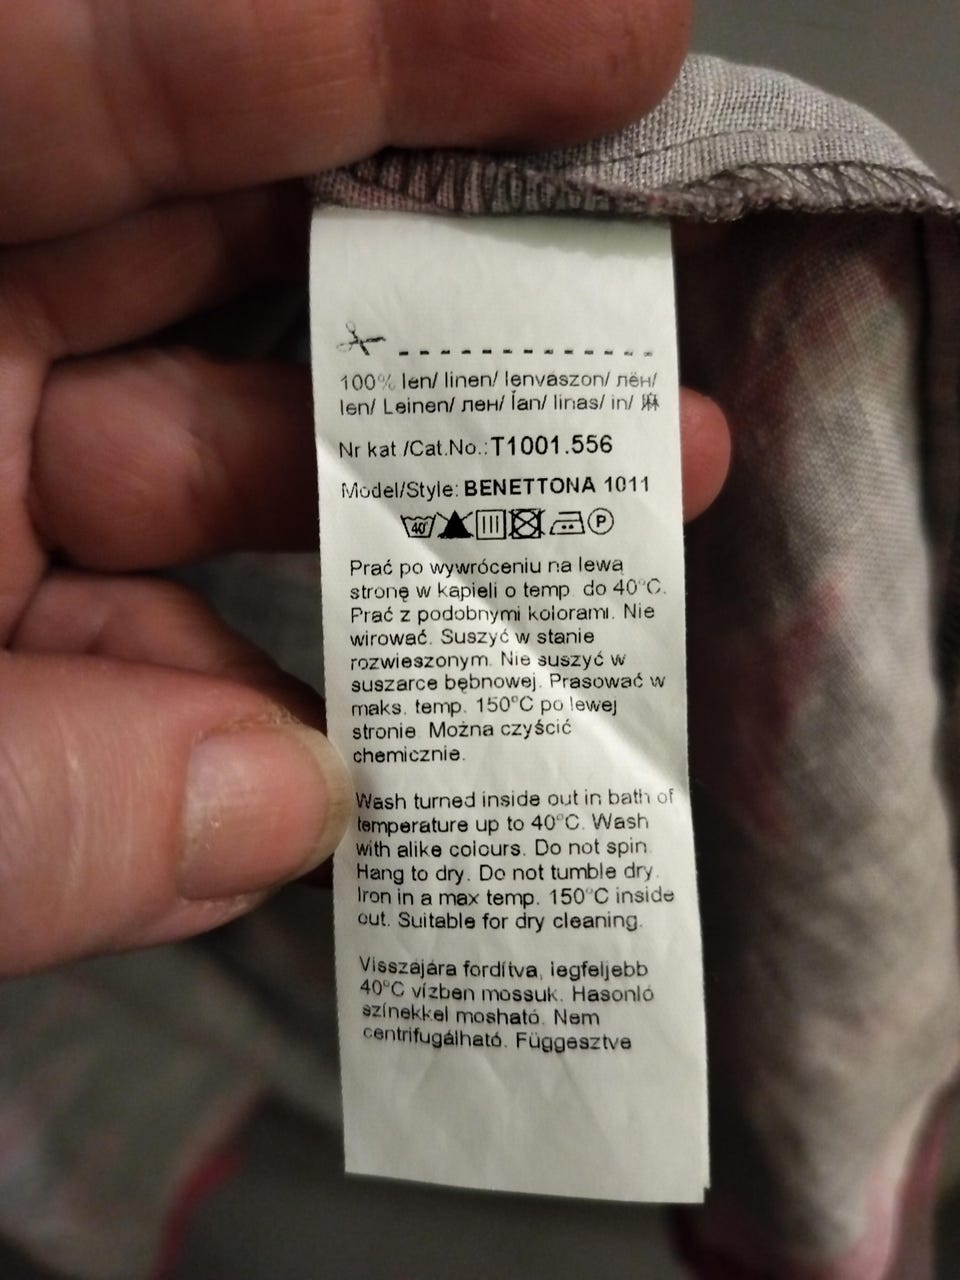 100% len/ linen/ lenvászon/ лён/
len/ Leinen/ лен/ ľan/ linas/ in/ 麻
Nr kat /Cat.No.: T1001.556
Model/Style: BENETTONA 1011
40 P
Prać po wywróceniu na lewą
stronę w kąpieli o temp. do 40°C.
Prać z podobnymi kolorami. Nie
wirować. Suszyć w stanie
rozwieszonym. Nie suszyć w
suszarce bębnowej. Prasować w
maks. temp. 150°C po lewej
stronie. Można czyścić
chemicznie.
Wash turned inside out in bath of
temperature up to 40°C. Wash
with alike colours. Do not spin.
Hang to dry. Do not tumble dry.
Iron in a max temp. 150°C inside
out. Suitable for dry cleaning.
Visszájára fordítva, legfeljebb
40°C vízben mossuk. Hasonló
színekkel mosható. Nem
centrifugálható. Függesztve